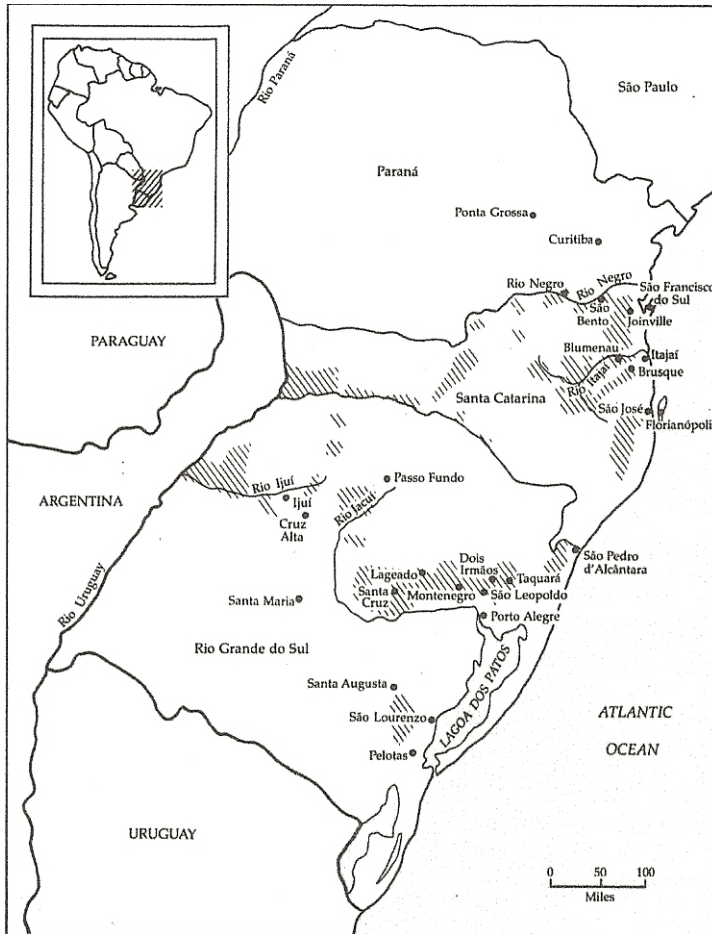 Rio Paraná
São Paulo
Paraná
Ponta Grossa
Curitiba
Rio Negro
Rio Negro
São Francisco
do Sul
São
Bento
Joinville
PARAGUAY
Blumenau
Itajaí
Rio Itajaí
Brusque
Santa Catarina
São José
Florianópoli
Passo Fundo
Rio Ijuí
ARGENTINA
Ijuí
Rio Jacuí
Cruz
Alta
São Pedro
d'Alcântara
Dois
Irmãos
Lageado
Taquará
Rio Uruguay
Santa
Cruz
Montenegro
São Leopoldo
Santa Maria
Porto Alegre
Rio Grande do Sul
LAGOA DOS PATOS
Santa Augusta
São Lourenzo
ATLANTIC
OCEAN
Pelotas
URUGUAY
0 50 100
Miles